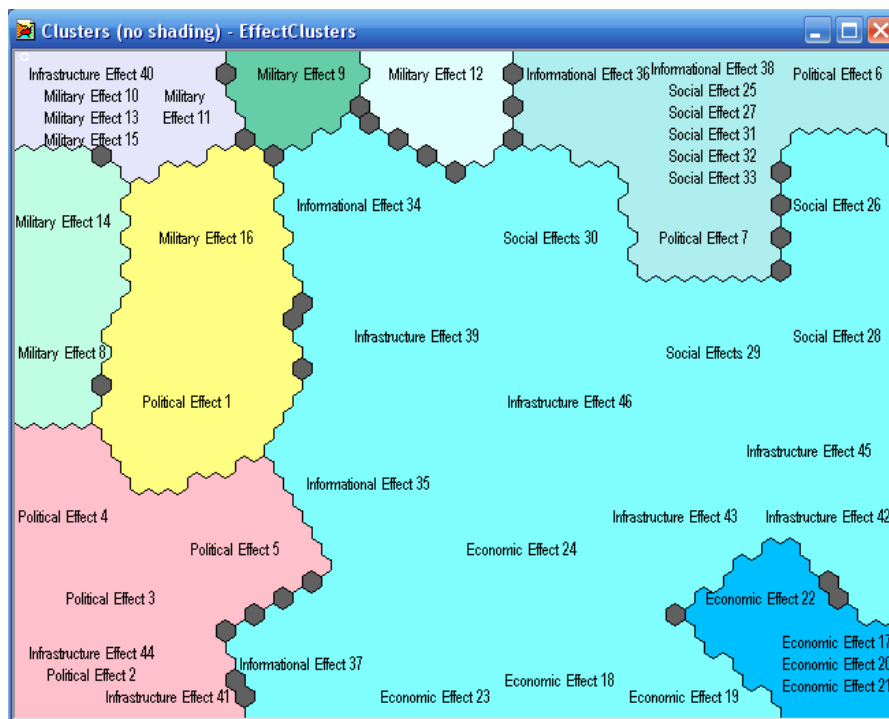 Clusters (no shading) - EffectClusters
Infrastructure Effect 40
Military Effect 10
Military Effect 13
Military Effect 15
Military
Effect 11
Military Effect 9
Military Effect 12
Informational Effect 36
Informational Effect 38
Social Effect 25
Social Effect 27
Social Effect 31
Social Effect 32
Social Effect 33
Political Effect 6
Military Effect 14
Military Effect 16
Informational Effect 34
Social Effects 30
Political Effect 7
Social Effect 26
Military Effect 8
Infrastructure Effect 39
Social Effects 29
Social Effect 28
Political Effect 1
Infrastructure Effect 46
Infrastructure Effect 45
Informational Effect 35
Political Effect 4
Infrastructure Effect 43
Infrastructure Effect 42
Political Effect 5
Economic Effect 24
Political Effect 3
Economic Effect 22
Infrastructure Effect 44
Political Effect 2
Infrastructure Effect 41
Informational Effect 37
Economic Effect 17
Economic Effect 20
Economic Effect 21
Economic Effect 18
Economic Effect 23
Economic Effect 19